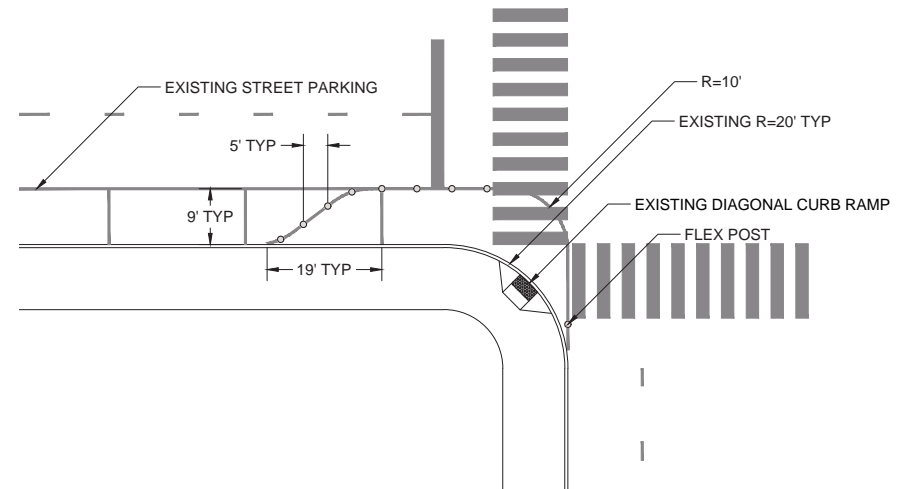 EXISTING STREET PARKING
R=10'
EXISTING R=20' TYP
5' TYP
9' TYP
EXISTING DIAGONAL CURB RAMP
FLEX POST
19' TYP